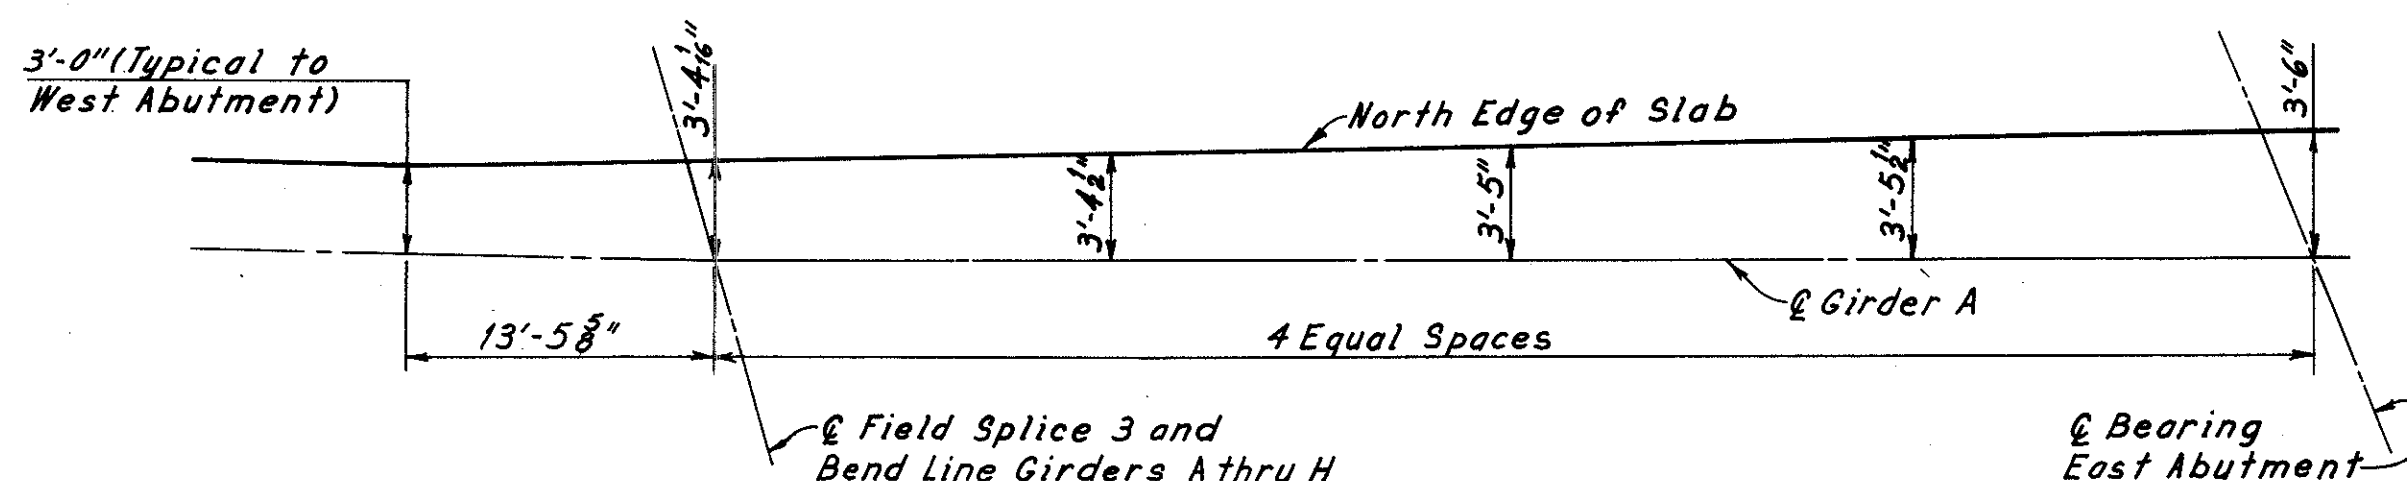 3'-0" (Typical to
West Abutment)
3'-4 1/16"
North Edge of Slab
3'-6"
3'-4 1/2"
3'-5"
3'-5 1/2"
℄ Girder A
13'-5 5/8"
4 Equal Spaces
℄ Field Splice 3 and
Bend Line Girders A thru H
℄ Bearing
East Abutment